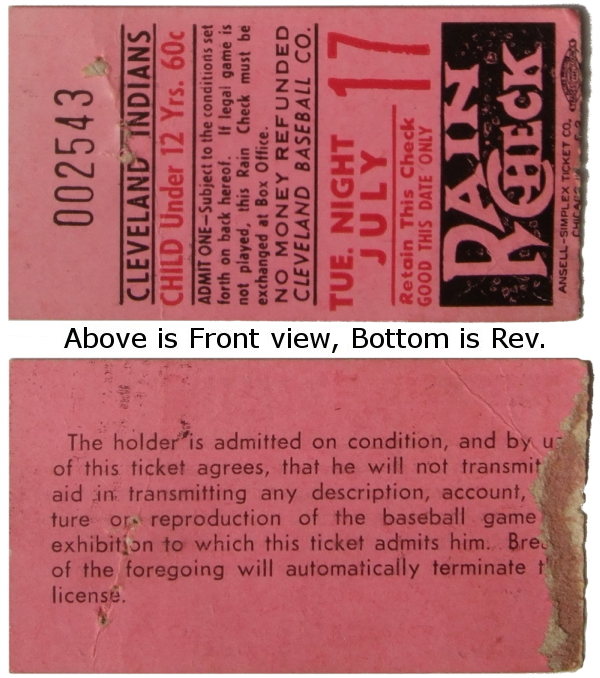 002543
CLEVELAND INDIANS
CHILD Under 12 Yrs. 60c
ADMIT ONE—Subject to the conditions set
forth on back hereof. If legal game is
not played, this Rain Check must be
exchanged at Box Office.
NO MONEY REFUNDED
CLEVELAND BASEBALL CO.
TUE. NIGHT
JULY
17
Retain This Check
GOOD THIS DATE ONLY
RAIN
CHECK
ANSELL-SIMPLEX TICKET CO.,
Above is Front view, Bottom is Rev.
The holder is admitted on condition, and by
of this ticket agrees, that he will not transmit
aid in transmitting any description, account,
ture or reproduction of the baseball game
exhibition to which this ticket admits him.
of the foregoing will automatically terminate
license.